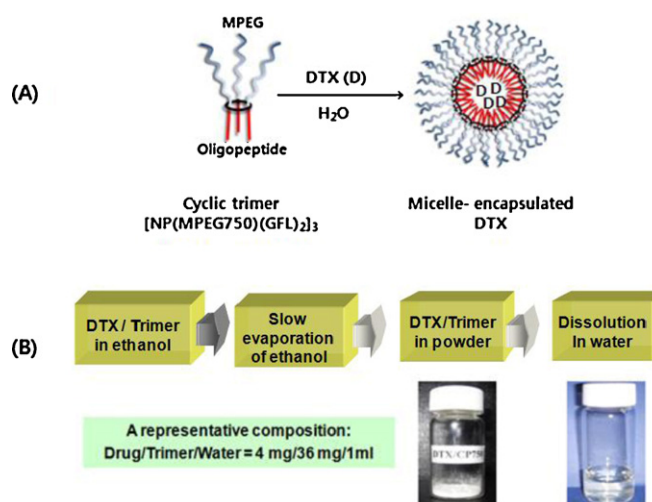 MPEG
(A)
DTX (D)
H₂O
D D
D D
Oligopeptide
Cyclic trimer
[NP(MPEG750)(GFL)₂]₃
Micelle- encapsulated
DTX
(B)
DTX / Trimer
in ethanol
Slow
evaporation
of ethanol
DTX/Trimer
in powder
Dissolution
In water
A representative composition:
Drug/Trimer/Water = 4 mg/36 mg/1ml
DTX/CP750